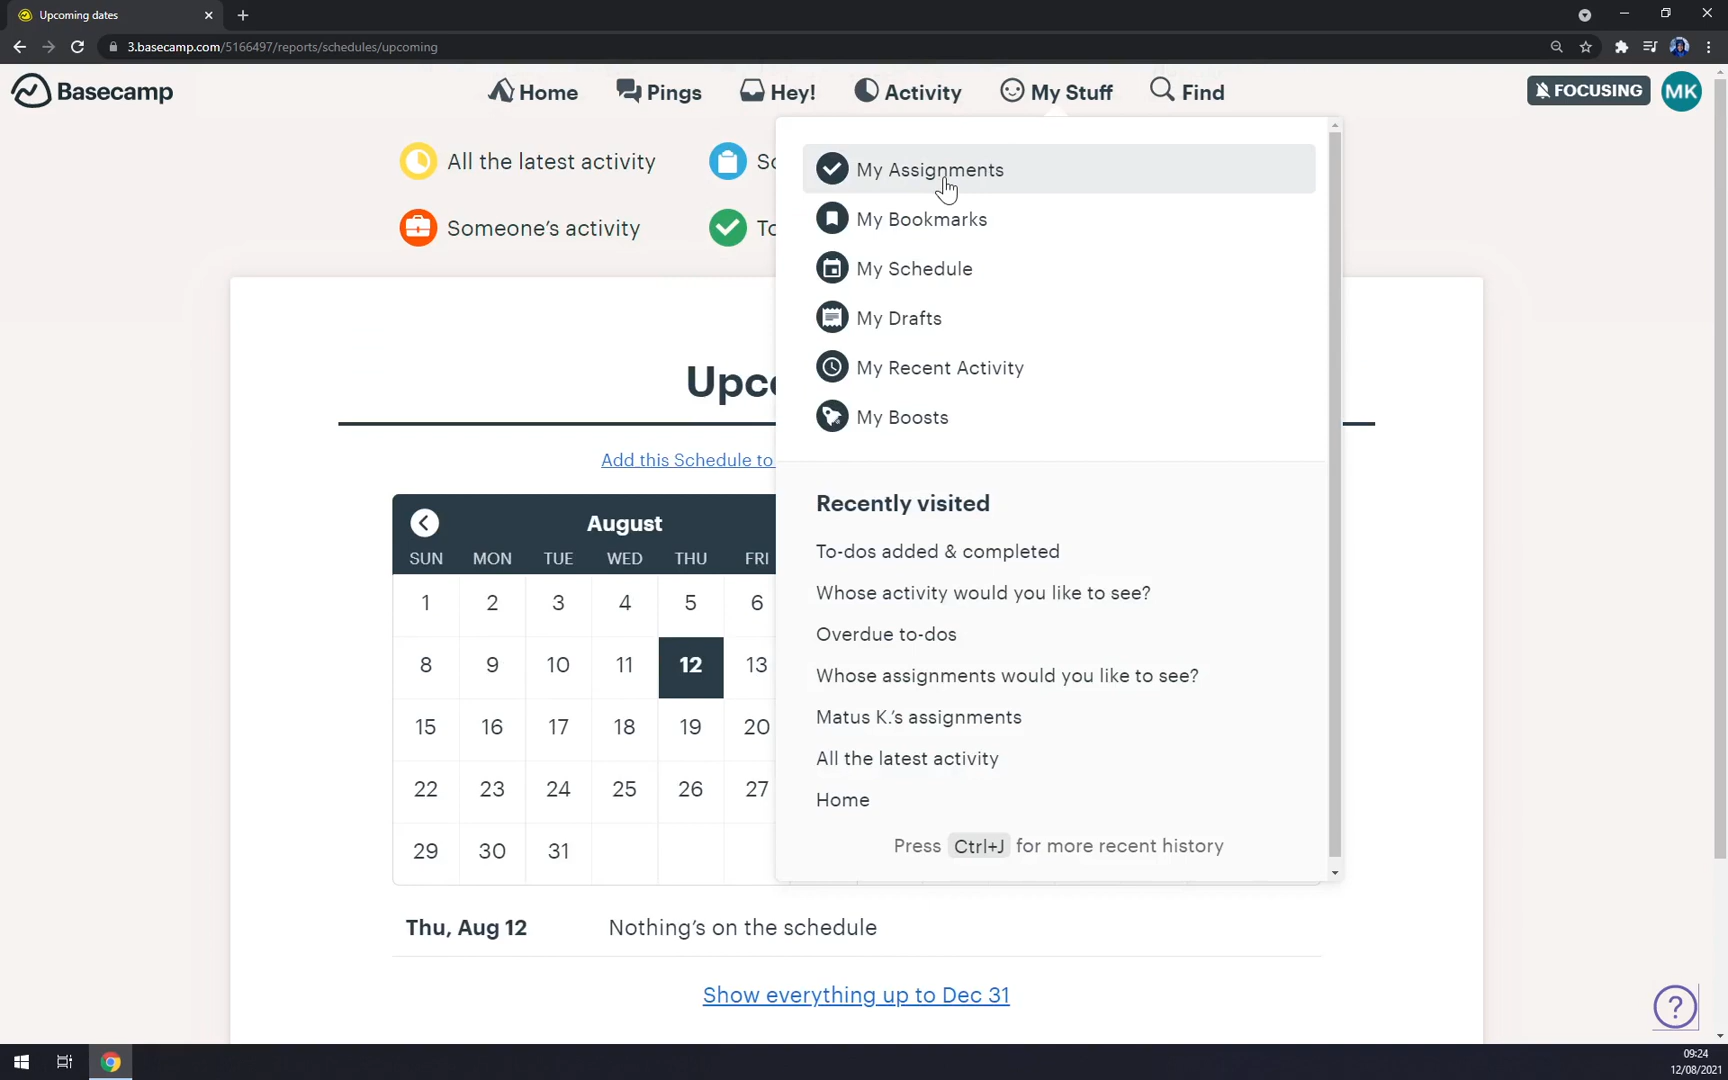 Upcoming dates
3.basecamp.com/5166497/reports/schedules/upcoming
Basecamp
Home
Pings
Hey!
Activity
My Stuff
Find
FOCUSING
MK
All the latest activity
Someone's activity
My Assignments
My Bookmarks
My Schedule
My Drafts
My Recent Activity
My Boosts
Recently visited
To-dos added & completed
Whose activity would you like to see?
Overdue to-dos
Whose assignments would you like to see?
Matus K.'s assignments
All the latest activity
Home
Press Ctrl+J for more recent history
Upco
Add this Schedule to
August
SUN MON TUE WED THU FRI
1 2 3 4 5 6
8 9 10 11 12 13
15 16 17 18 19 20
22 23 24 25 26 27
29 30 31
Thu, Aug 12 Nothing's on the schedule
Show everything up to Dec 31
?
09:24
12/08/2021